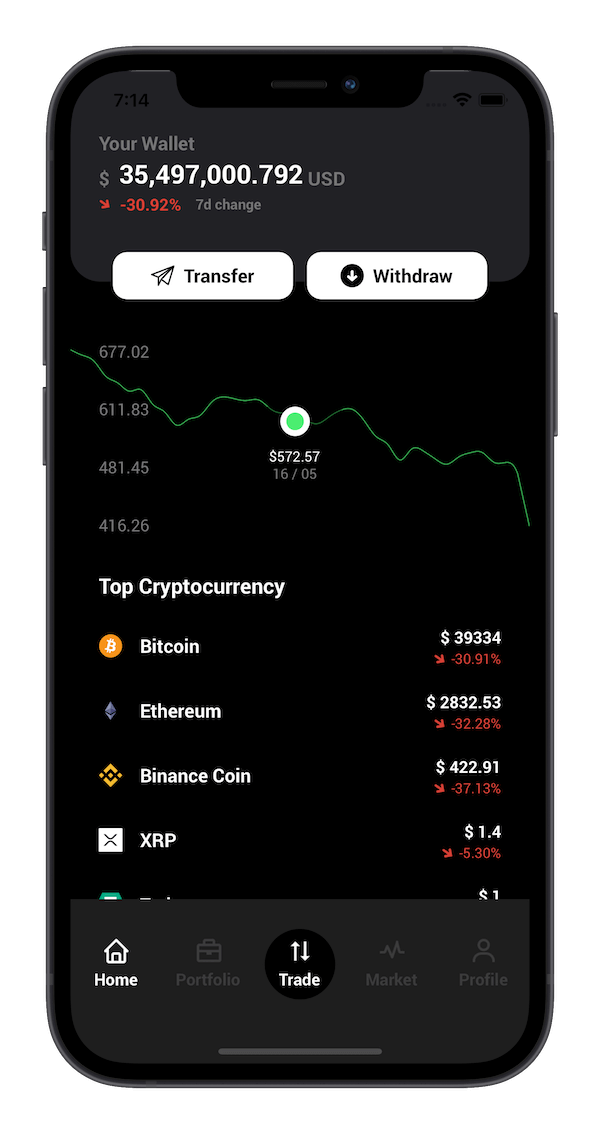 7:14
Your Wallet
$ 35,497,000.792 USD
-30.92% 7d change
Transfer
Withdraw
677.02
611.83
481.45
416.26
$572.57
16 / 05
Top Cryptocurrency
Bitcoin
$ 39334
-30.91%
Ethereum
$ 2832.53
-32.28%
Binance Coin
$ 422.91
-37.13%
XRP
$ 1.4
-5.30%
$ 1
Home
Portfolio
Trade
Market
Profile